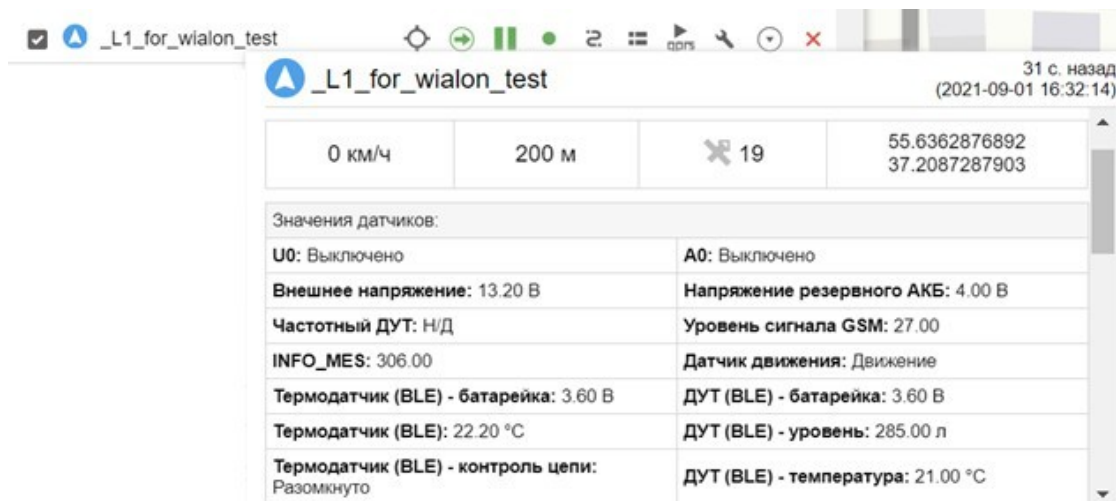 _L1_for_wialon_test
gprs
_L1_for_wialon_test
31 с. назад
(2021-09-01 16:32:14)
0 км/ч
200 м
19
55.6362876892
37.2087287903
Значения датчиков:
U0: Выключено
A0: Выключено
Внешнее напряжение: 13.20 В
Напряжение резервного АКБ: 4.00 В
Частотный ДУТ: Н/Д
Уровень сигнала GSM: 27.00
INFO_MES: 306.00
Датчик движения: Движение
Термодатчик (BLE) - батарейка: 3.60 В
ДУТ (BLE) - батарейка: 3.60 В
Термодатчик (BLE): 22.20 °C
ДУТ (BLE) - уровень: 285.00 л
Термодатчик (BLE) - контроль цепи:
Разомкнуто
ДУТ (BLE) - температура: 21.00 °C